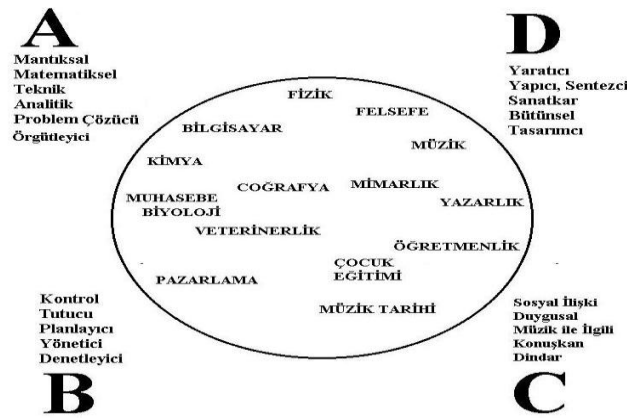 A
Mantıksal
Matematiksel
Teknik
Analitik
Problem Çözücü
Örgütleyici
D
Yaratıcı
Yapıcı, Sentezci
Sanatkar
Bütünsel
Tasarımcı
FİZİK
FELSEFE
BİLGİSAYAR
MÜZİK
KİMYA
COĞRAFYA
MİMARLIK
MUHASEBE
BİYOLOJİ
YAZARLIK
VETERİNERLİK
ÖĞRETMENLİK
ÇOCUK
EĞİTİMİ
PAZARLAMA
MÜZİK TARİHİ
Kontrol
Tutucu
Planlayıcı
Yönetici
Denetleyici
B
Sosyal İlişki
Duygusal
Müzik ile İlgili
Konuşkan
Dindar
C